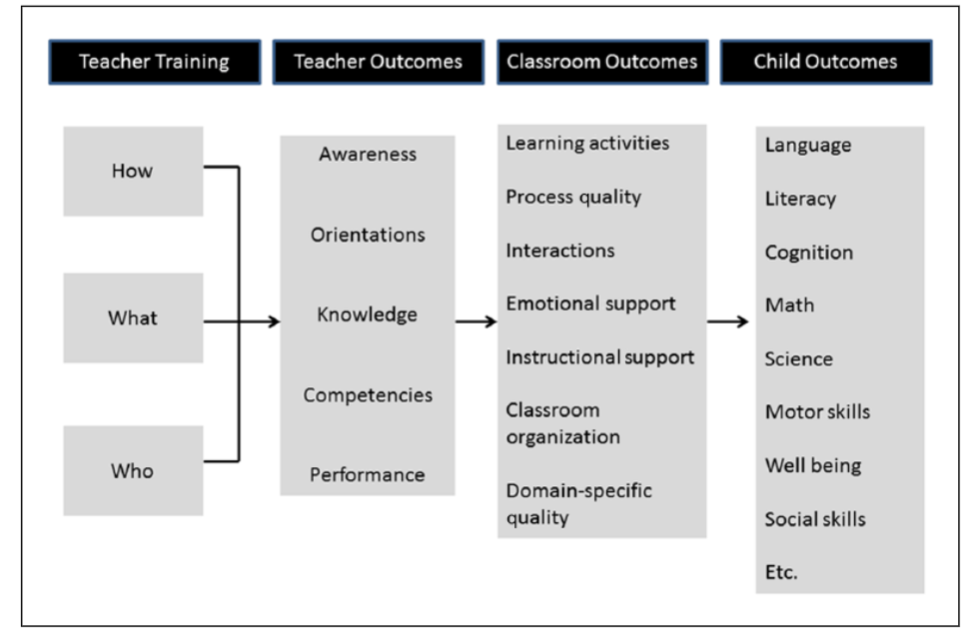 Teacher Training
Teacher Outcomes
Classroom Outcomes
Child Outcomes
How
What
Who
Awareness
Orientations
Knowledge
Competencies
Performance
Learning activities
Process quality
Interactions
Emotional support
Instructional support
Classroom
organization
Domain-specific
quality
Language
Literacy
Cognition
Math
Science
Motor skills
Well being
Social skills
Etc.